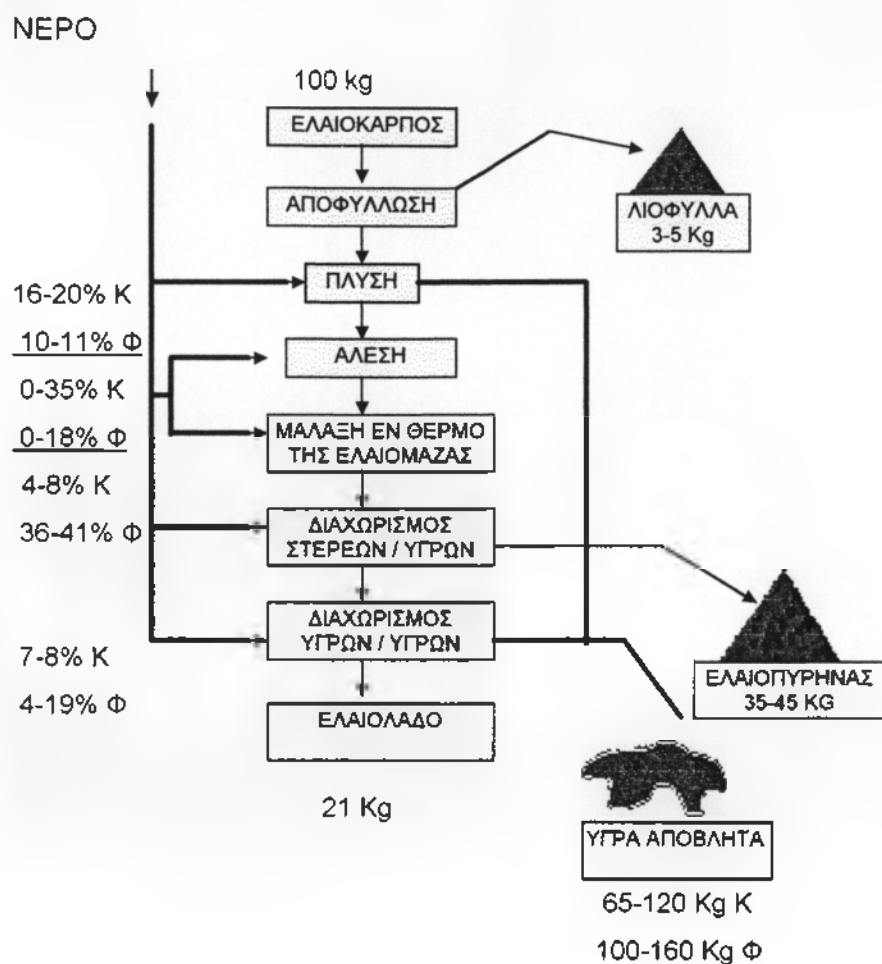 ΝΕΡΟ
100 kg
ΕΛΑΙΟΚΑΡΠΟΣ
ΑΠΟΦΥΛΛΩΣΗ
ΛΙΟΦΥΛΛΑ
3-5 Kg
ΠΛΥΣΗ
16-20% Κ
10-11% Φ
ΑΛΕΣΗ
0-35% Κ
0-18% Φ
ΜΑΛΑΞΗ ΕΝ ΘΕΡΜΟ
ΤΗΣ ΕΛΑΙΟΜΑΖΑΣ
4-8% Κ
36-41% Φ
ΔΙΑΧΩΡΙΣΜΟΣ
ΣΤΕΡΕΩΝ / ΥΓΡΩΝ
ΔΙΑΧΩΡΙΣΜΟΣ
ΥΓΡΩΝ / ΥΓΡΩΝ
7-8% Κ
4-19% Φ
ΕΛΑΙΟΠΥΡΗΝΑΣ
35-45 KG
ΕΛΑΙΟΛΑΔΟ
21 Kg
ΥΓΡΑ ΑΠΟΒΛΗΤΑ
65-120 Kg Κ
100-160 Kg Φ